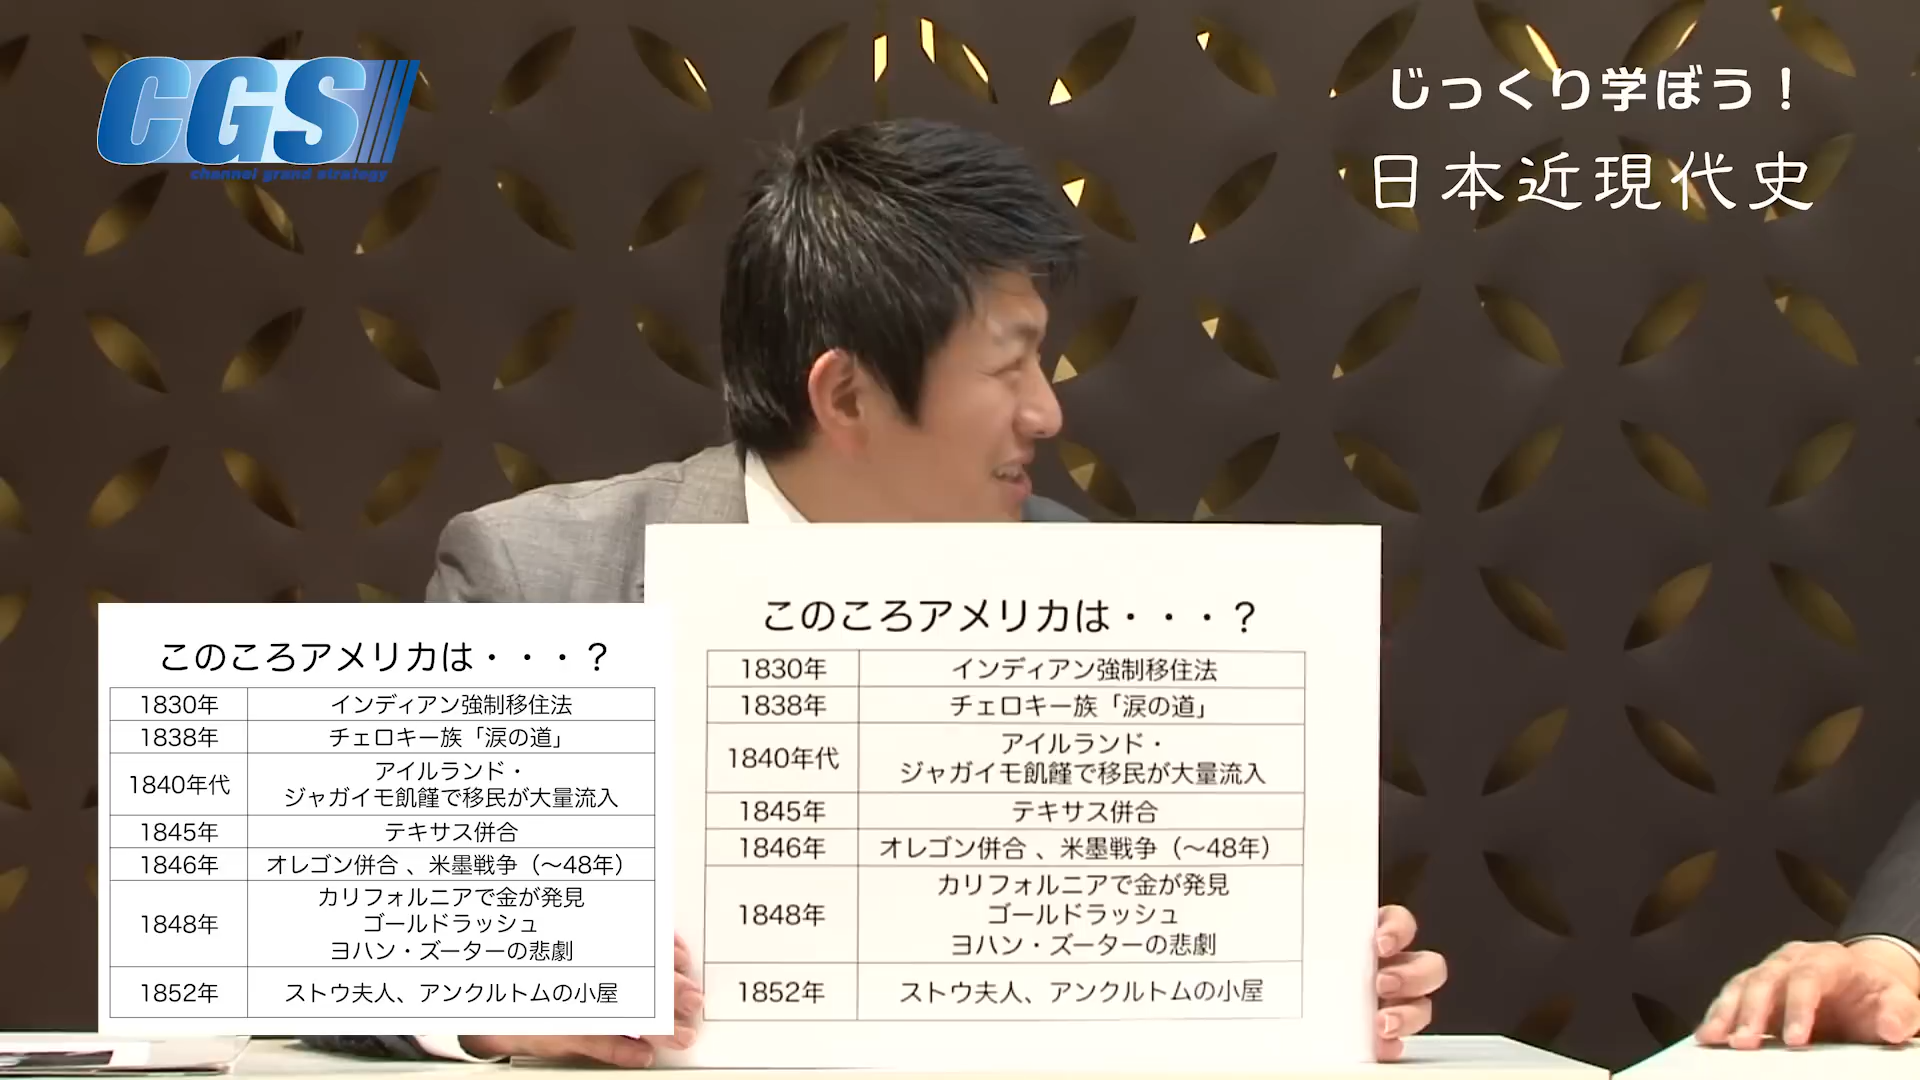 CGS
channel grand strategy
じっくり学ぼう！
日本近現代史
このころアメリカは・・・？
1830年 インディアン強制移住法
1838年 チェロキー族「涙の道」
1840年代 アイルランド・
ジャガイモ飢饉で移民が大量流入
1845年 テキサス併合
1846年 オレゴン併合 、米墨戦争（～48年）
1848年 カリフォルニアで金が発見
ゴールドラッシュ
ヨハン・ズーターの悲劇
1852年 ストウ夫人、アンクルトムの小屋
このころアメリカは・・・？
1830年 インディアン強制移住法
1838年 チェロキー族「涙の道」
1840年代 アイルランド・
ジャガイモ飢饉で移民が大量流入
1845年 テキサス併合
1846年 オレゴン併合 、米墨戦争（～48年）
1848年 カリフォルニアで金が発見
ゴールドラッシュ
ヨハン・ズーターの悲劇
1852年 ストウ夫人、アンクルトムの小屋